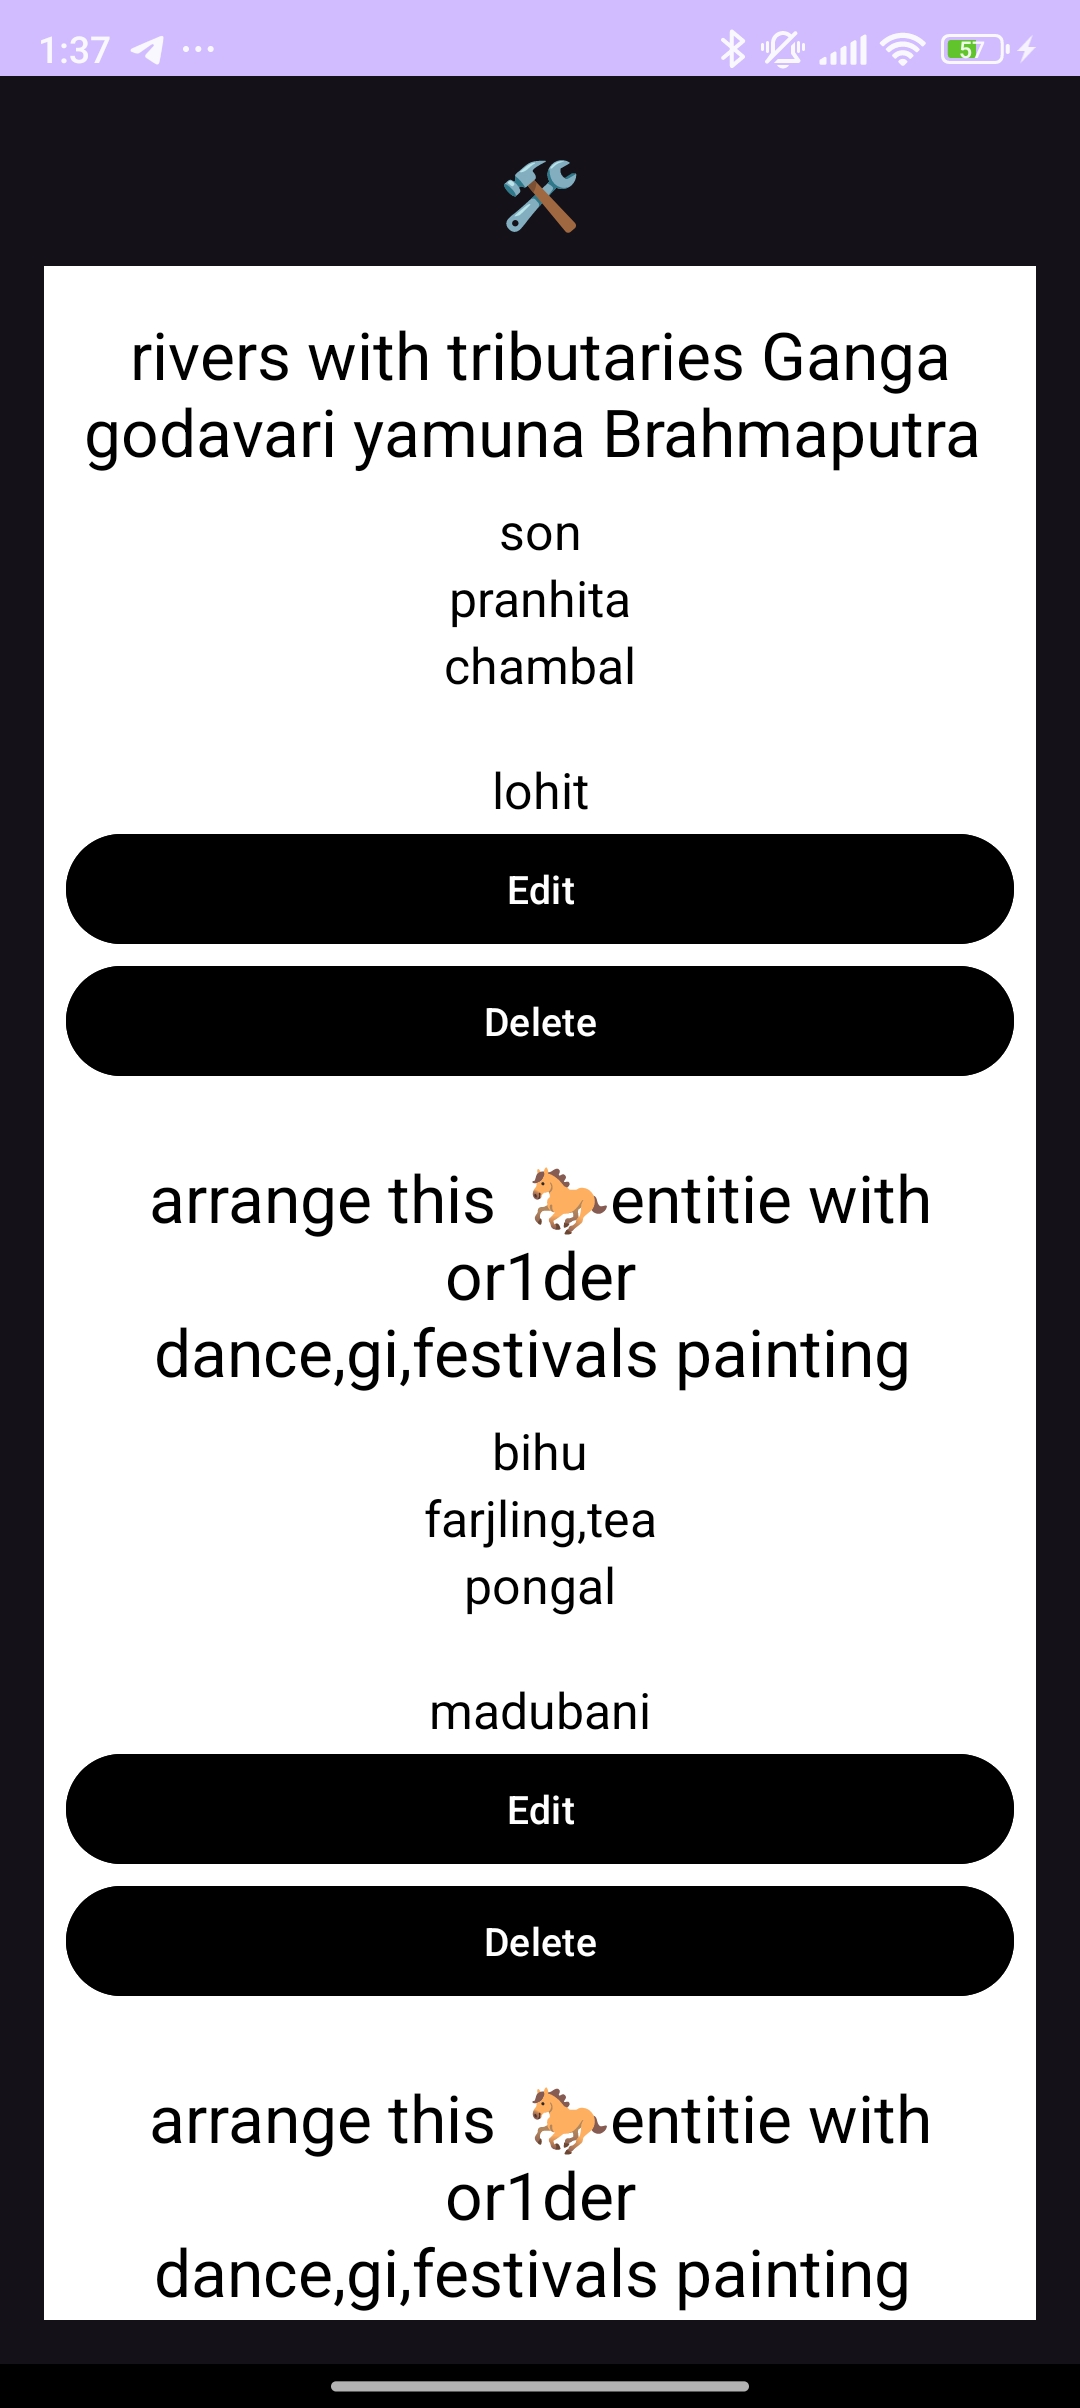 1:37
57
rivers with tributaries Ganga
godavari yamuna Brahmaputra
son
pranhita
chambal
lohit
Edit
Delete
arrange this 🐎entitie with
or1der
dance,gi,festivals painting
bihu
farjling,tea
pongal
madubani
Edit
Delete
arrange this 🐎entitie with
or1der
dance,gi,festivals painting